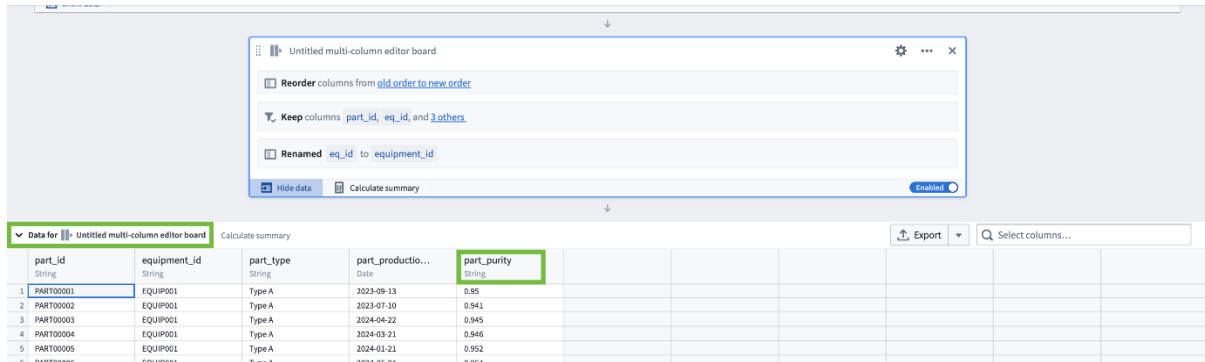 Show data
Untitled multi-column editor board
Reorder columns from old order to new order
Keep columns part_id, eq_id, and 3 others
Renamed eq_id to equipment_id
Hide data Calculate summary Enabled
Data for Untitled multi-column editor board Calculate summary Export Select columns...
part_id equipment_id part_type part_productio... part_purity
String String String Date String
1 PART00001 EQUIP001 Type A 2023-09-13 0.95
2 PART00002 EQUIP001 Type A 2023-07-10 0.941
3 PART00003 EQUIP001 Type A 2024-04-22 0.945
4 PART00004 EQUIP001 Type A 2024-03-21 0.946
5 PART00005 EQUIP001 Type A 2024-01-21 0.952